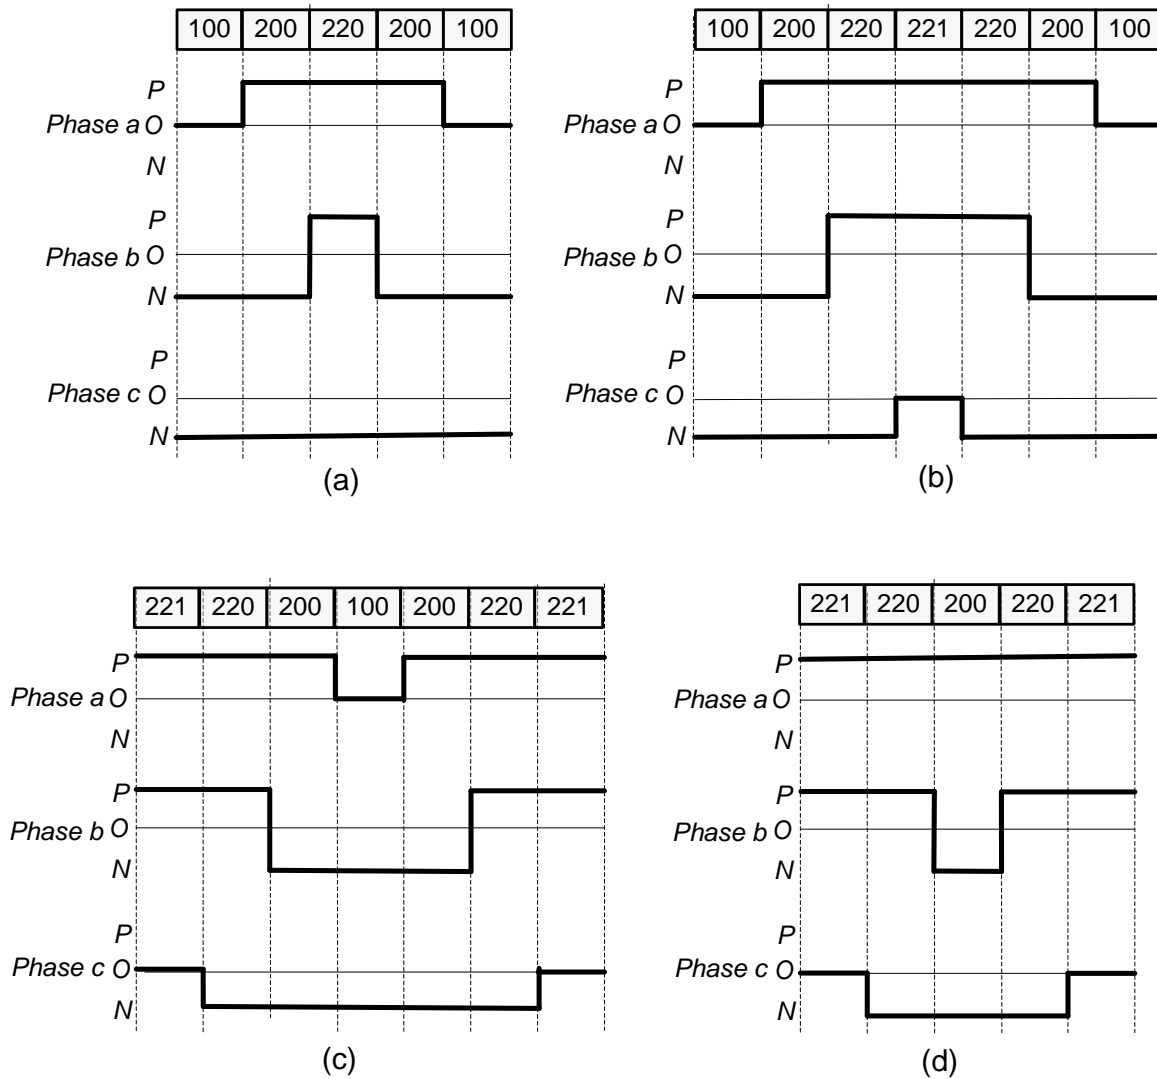 100 200 220 200 100
P
Phase a O
N
P
Phase b O
N
P
Phase c O
N
(a)
100 200 220 221 220 200 100
P
Phase a O
N
P
Phase b O
N
P
Phase c O
N
(b)
221 220 200 100 200 220 221
P
Phase a O
N
P
Phase b O
N
P
Phase c O
N
(c)
221 220 200 220 221
P
Phase a O
N
P
Phase b O
N
P
Phase c O
N
(d)